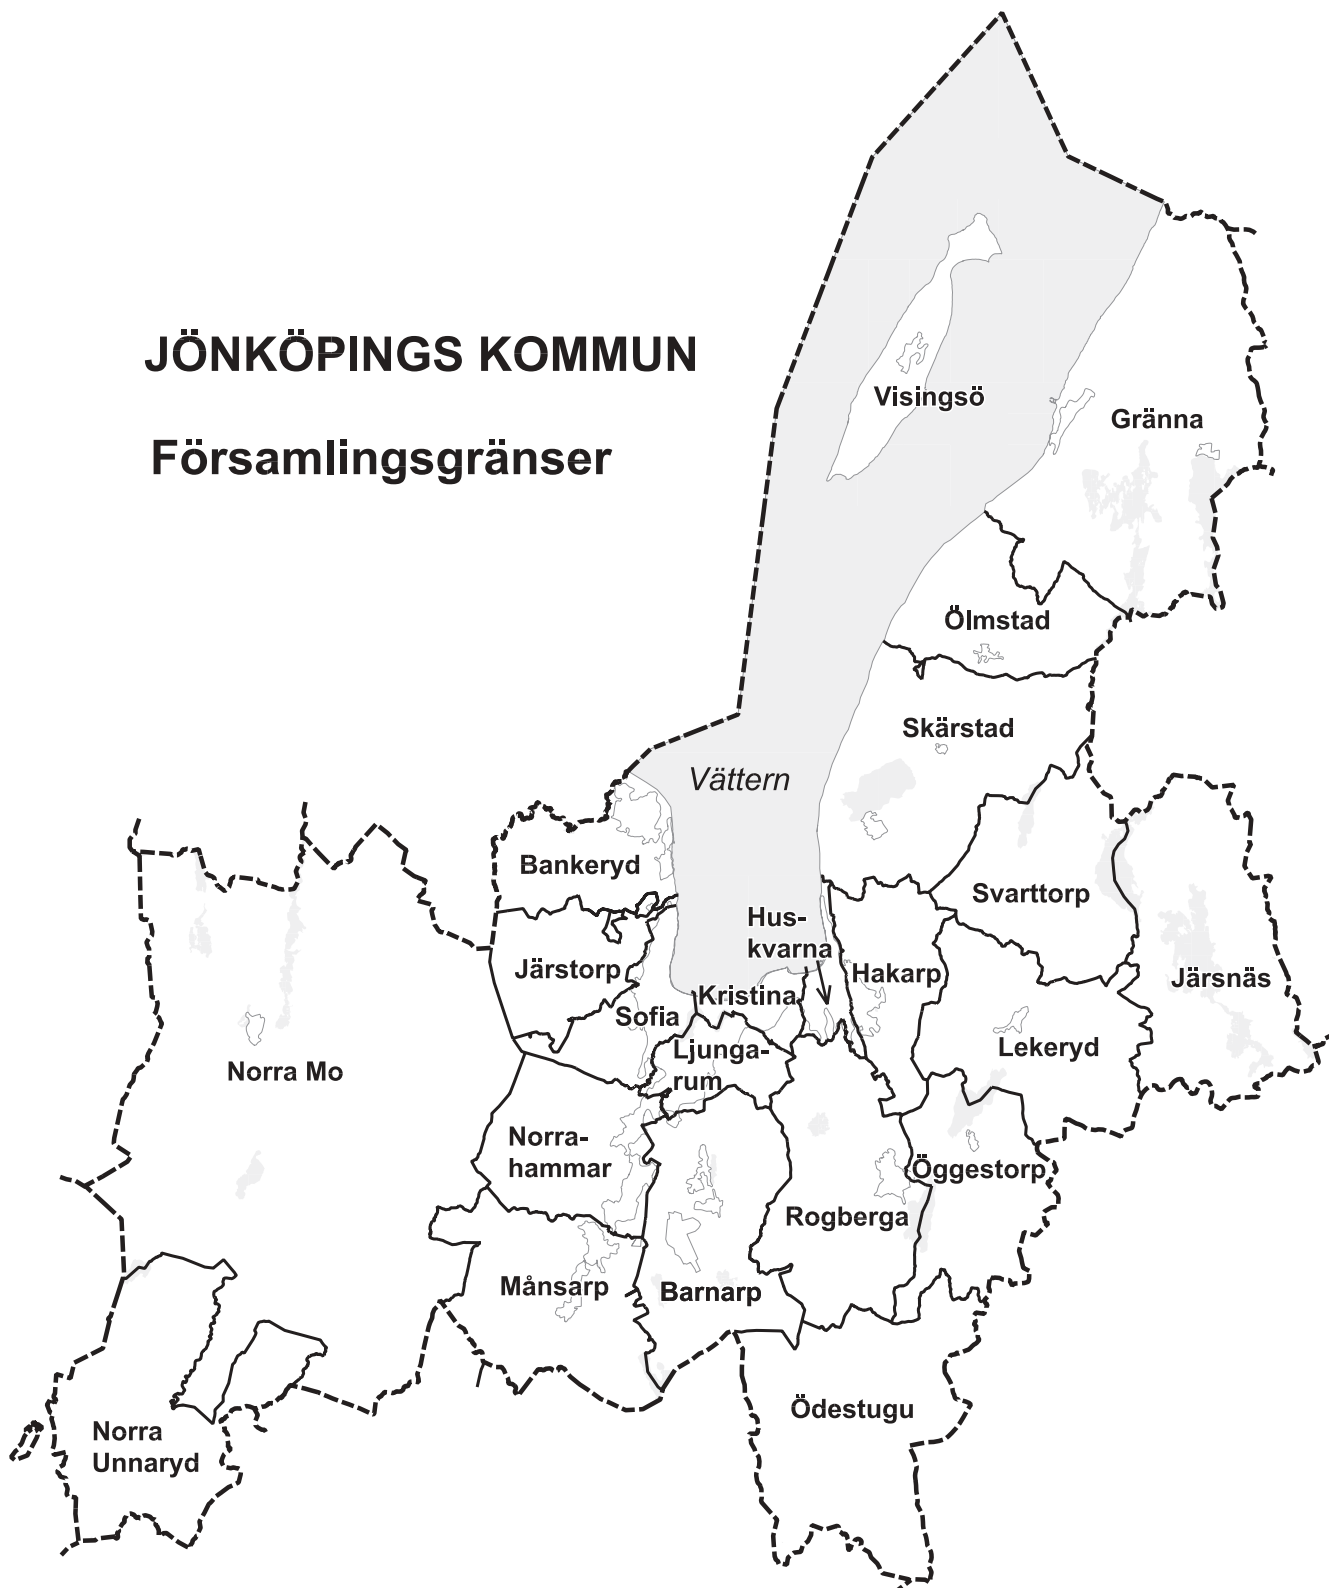 JÖNKÖPINGS KOMMUN
Församlingsgränser
Visingsö
Gränna
Ölmstad
Skärstad
Vättern
Bankeryd
Svarttorp
Hus-
kvarna
Järstorp
Hakarp
Järsnäs
Kristina
Sofia
Ljunga-
rum
Lekeryd
Norra Mo
Norra-
hammar
Öggestorp
Rogberga
Månsarp
Barnarp
Ödestugu
Norra
Unnaryd